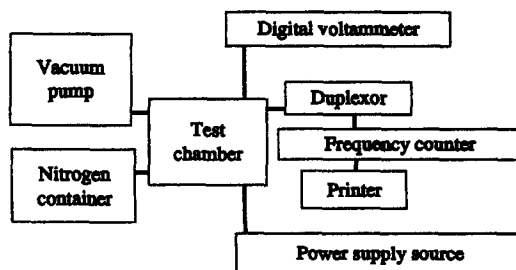 Digital voltammeter
Vacuum
pump
Duplexor
Test
chamber
Frequency counter
Nitrogen
container
Printer
Power supply source